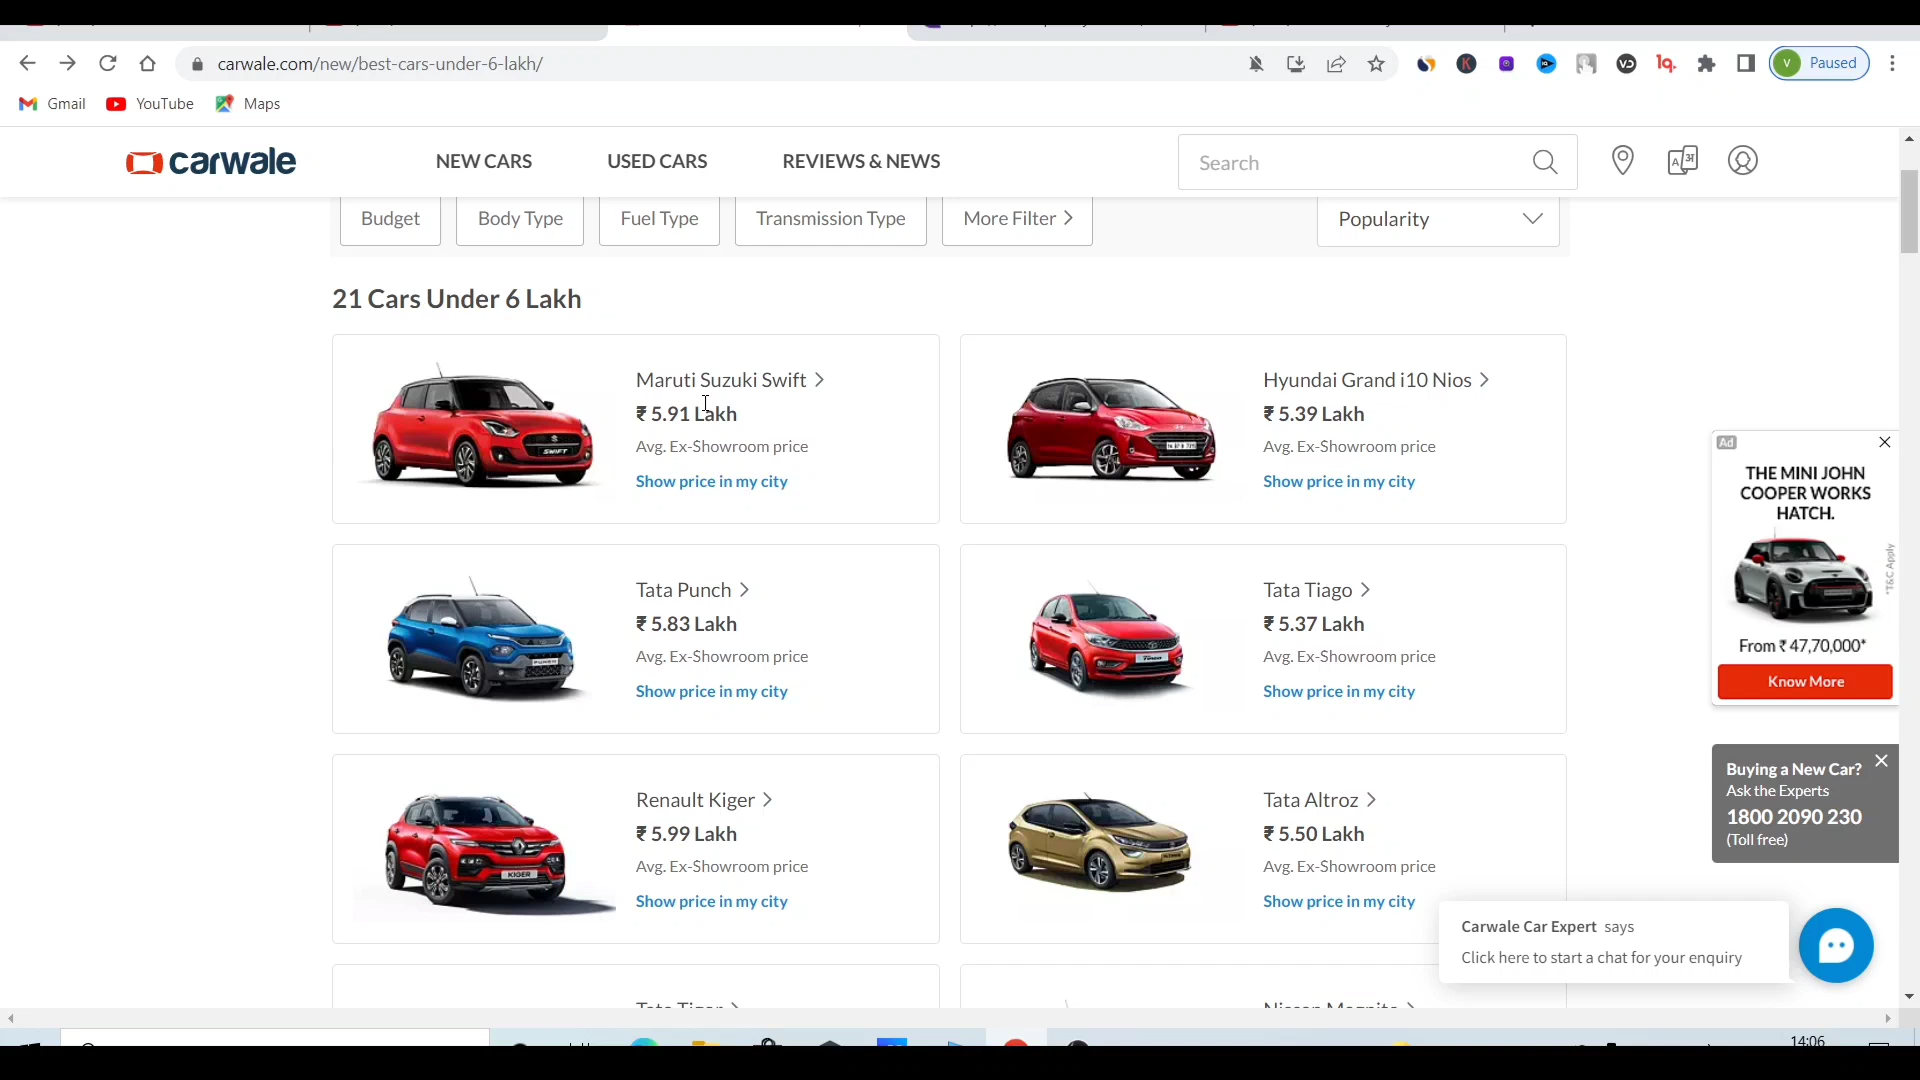 carwale.com/new/best-cars-under-6-lakh/
V Paused
Gmail YouTube Maps
carwale NEW CARS USED CARS REVIEWS & NEWS Search
Budget Body Type Fuel Type Transmission Type More Filter Popularity
21 Cars Under 6 Lakh
Maruti Suzuki Swift
₹ 5.91 Lakh
Avg. Ex-Showroom price
Show price in my city
Hyundai Grand i10 Nios
₹ 5.39 Lakh
Avg. Ex-Showroom price
Show price in my city
Tata Punch
₹ 5.83 Lakh
Avg. Ex-Showroom price
Show price in my city
Tata Tiago
₹ 5.37 Lakh
Avg. Ex-Showroom price
Show price in my city
Renault Kiger
₹ 5.99 Lakh
Avg. Ex-Showroom price
Show price in my city
Tata Altroz
₹ 5.50 Lakh
Avg. Ex-Showroom price
Show price in my city
Ad
THE MINI JOHN
COOPER WORKS
HATCH.
*T&C Apply
From ₹ 47,70,000*
Know More
Buying a New Car?
Ask the Experts
1800 2090 230
(Toll free)
Carwale Car Expert says
Click here to start a chat for your enquiry
SWIFT
PUNCH
KIGER
14:06